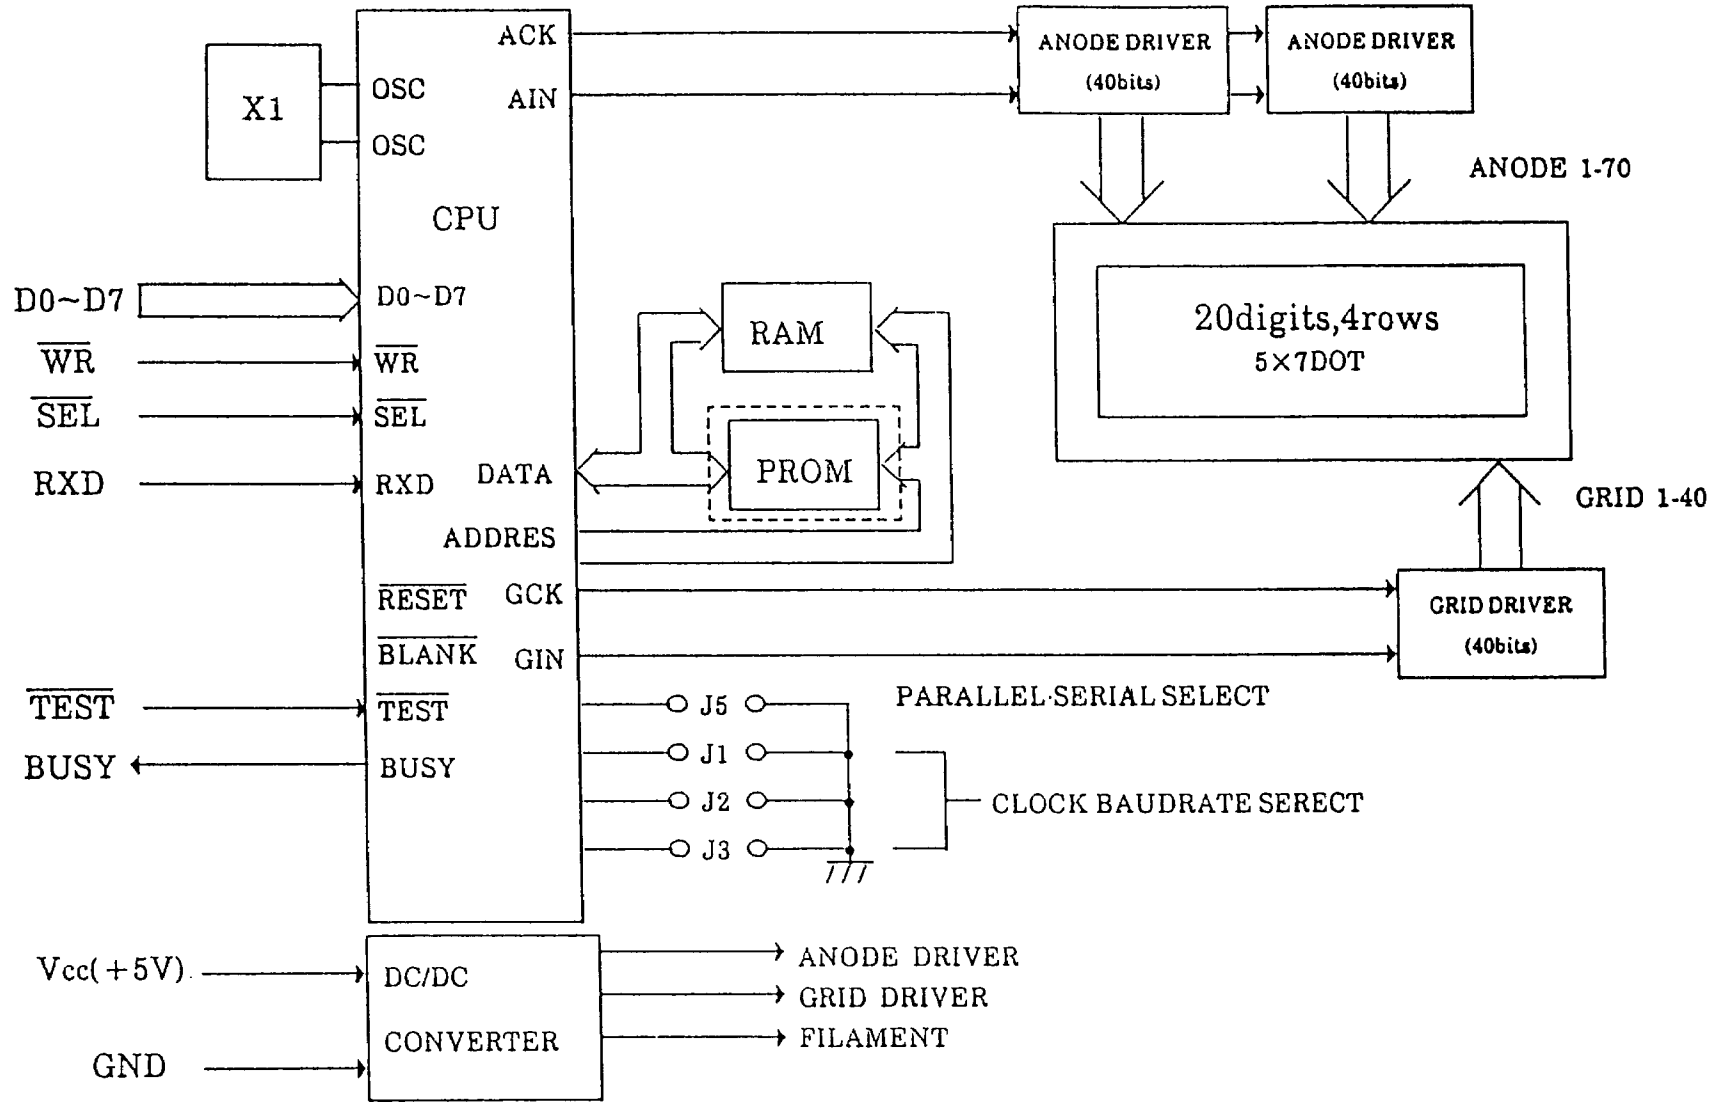 ACK
ANODE DRIVER
(40bits)
ANODE DRIVER
(40bits)
X1
OSC
OSC
AIN
ANODE 1-70
CPU
D0~D7
D0~D7
20digits,4rows
5×7DOT
RAM
WR
WR
SEL
SEL
RXD
RXD
DATA
PROM
GRID 1-40
ADDRES
RESET
GCK
GRID DRIVER
(40bits)
BLANK
GIN
TEST
TEST
J5
PARALLEL·SERIAL SELECT
BUSY
BUSY
J1
J2
CLOCK BAUDRATE SERECT
J3
Vcc(+5V)
DC/DC
CONVERTER
ANODE DRIVER
GRID DRIVER
FILAMENT
GND